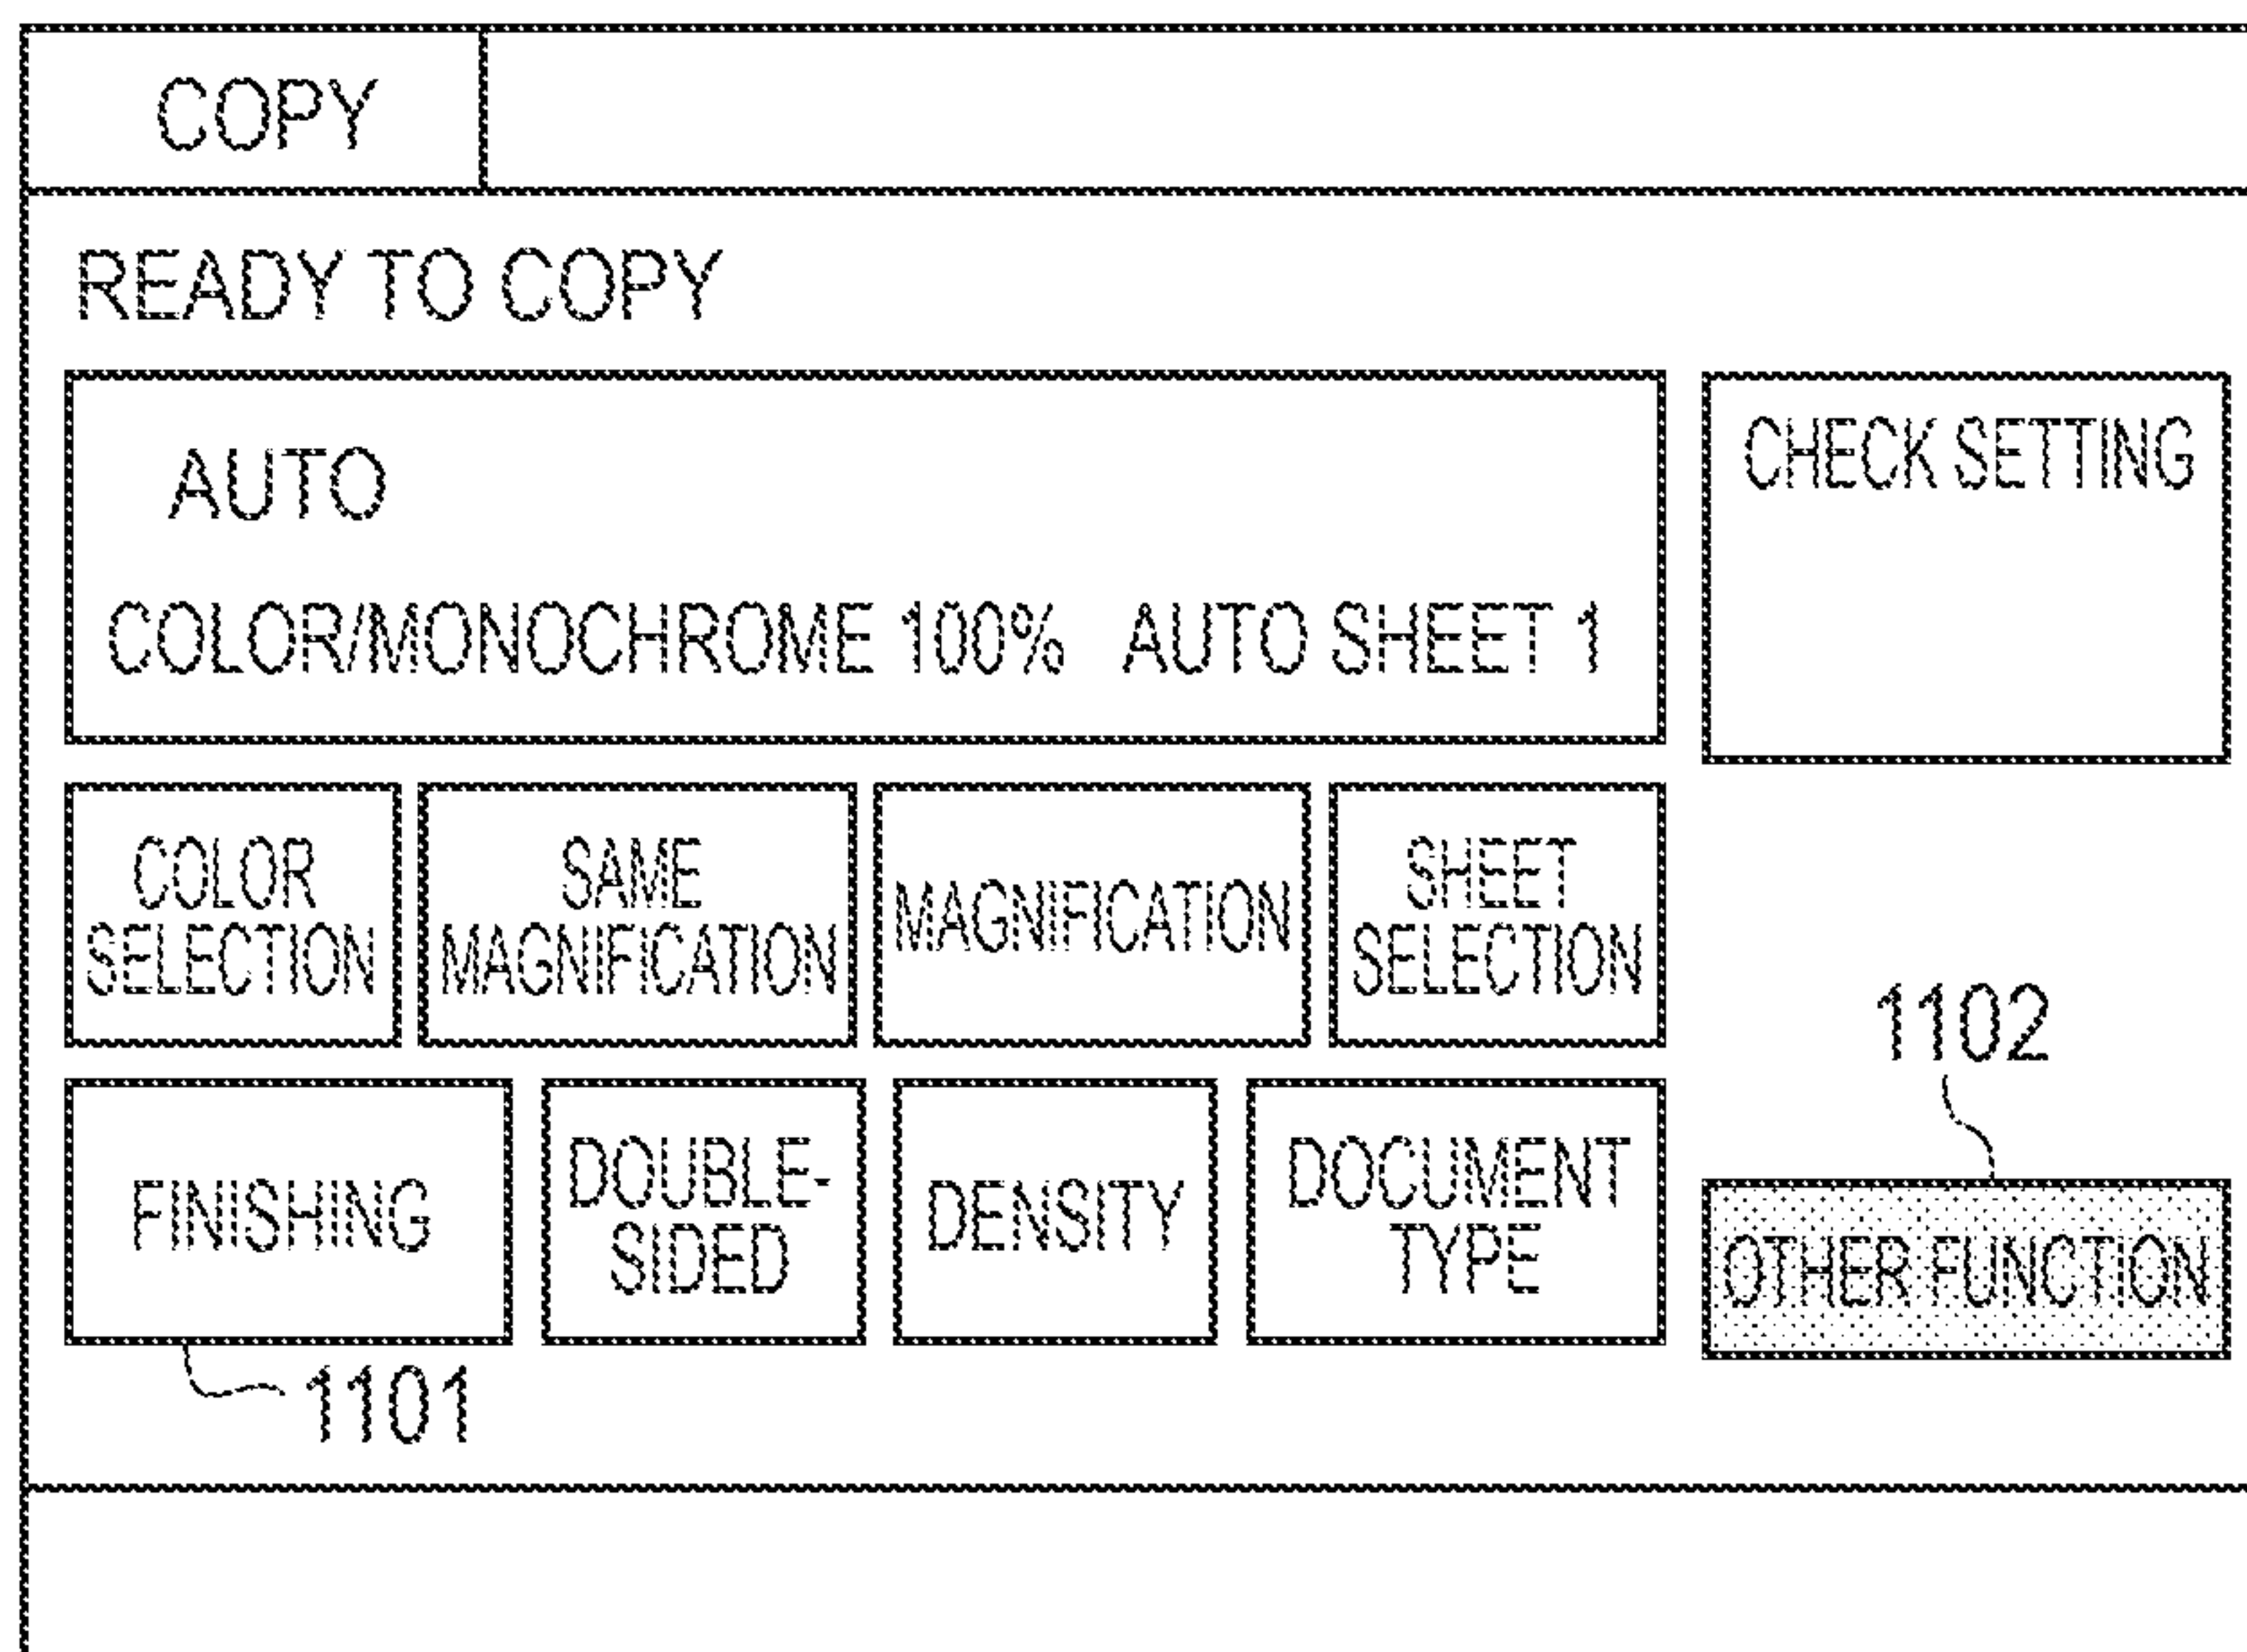 COPY
READY TO COPY
AUTO
COLOR/MONOCHROME 100% AUTO SHEET 1
CHECK SETTING
COLOR
SELECTION
SAME
MAGNIFICATION
MAGNIFICATION
SHEET
SELECTION
1102
FINISHING
DOUBLE-
SIDED
DENSITY
DOCUMENT
TYPE
OTHER FUNCTION
1101